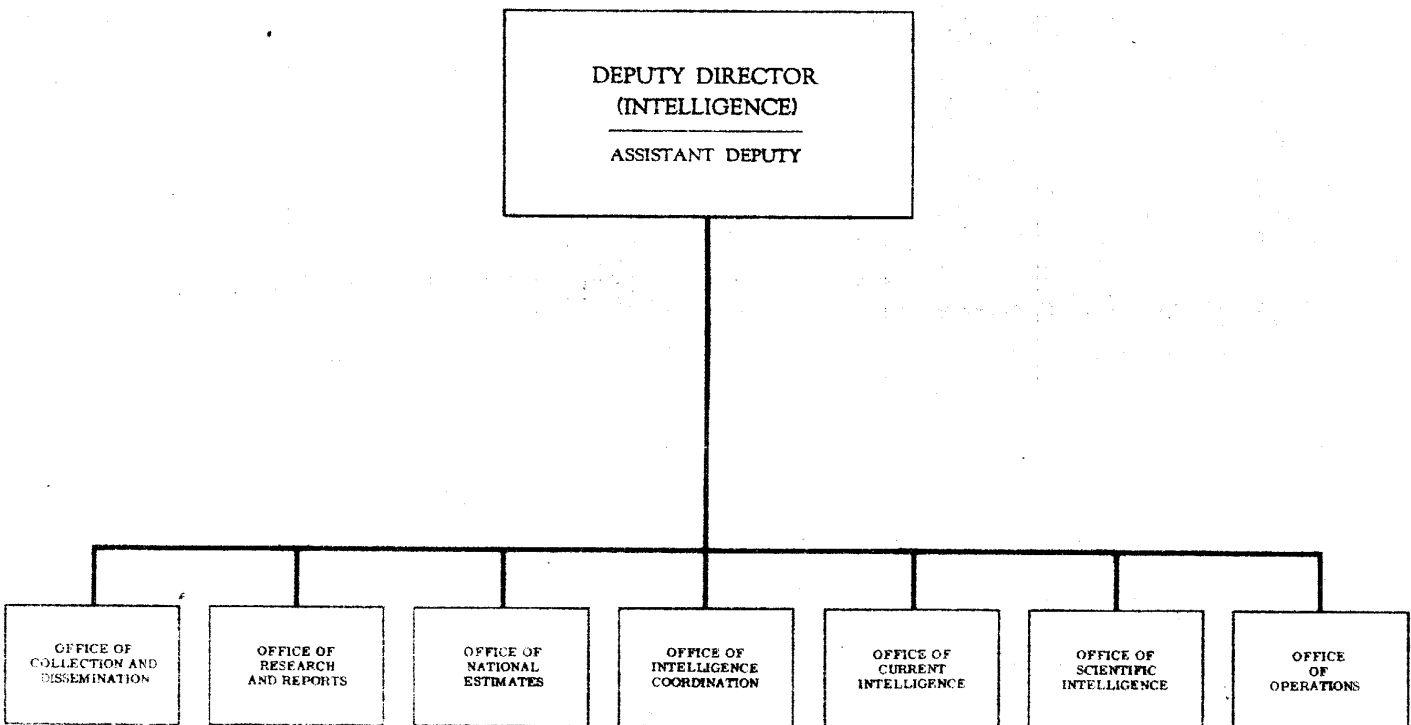 DEPUTY DIRECTOR
(INTELLIGENCE)
ASSISTANT DEPUTY
OFFICE OF
COLLECTION AND
DISSEMINATION
OFFICE OF
RESEARCH
AND REPORTS
OFFICE OF
NATIONAL
ESTIMATES
OFFICE OF
INTELLIGENCE
COORDINATION
OFFICE OF
CURRENT
INTELLIGENCE
OFFICE OF
SCIENTIFIC
INTELLIGENCE
OFFICE
OF
OPERATIONS